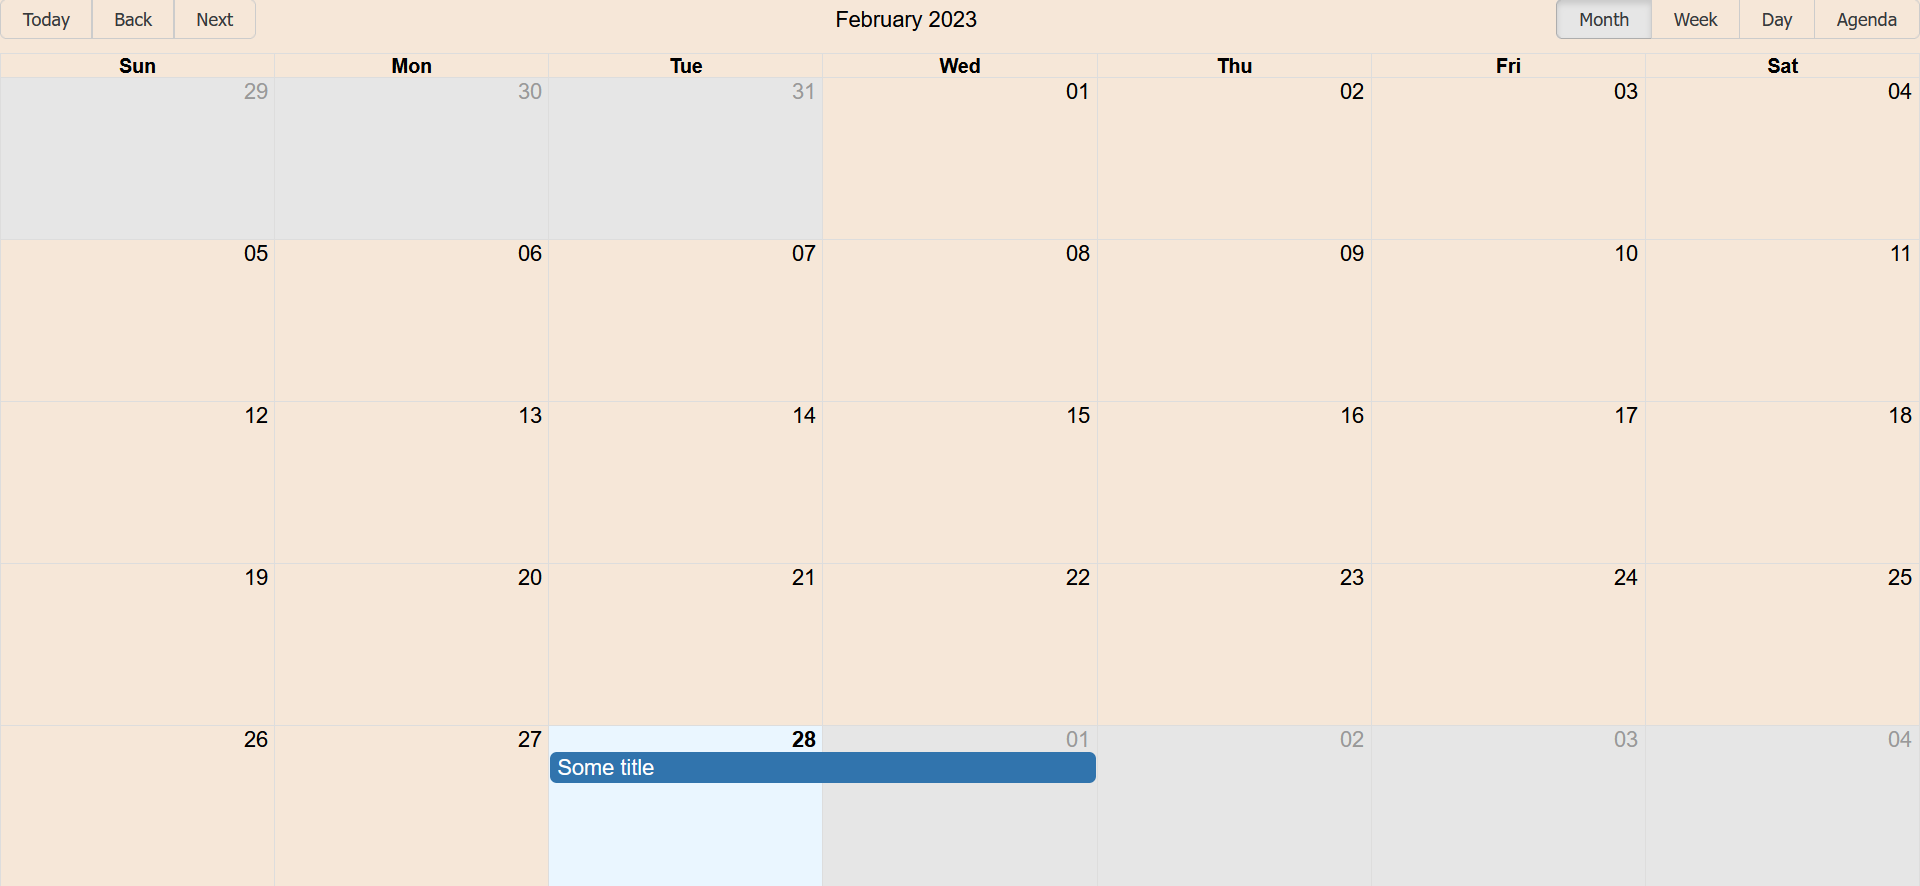 Today Back Next February 2023 Month Week Day Agenda
Sun Mon Tue Wed Thu Fri Sat
29 30 31 01 02 03 04
05 06 07 08 09 10 11
12 13 14 15 16 17 18
19 20 21 22 23 24 25
26 27 28 01 02 03 04
Some title